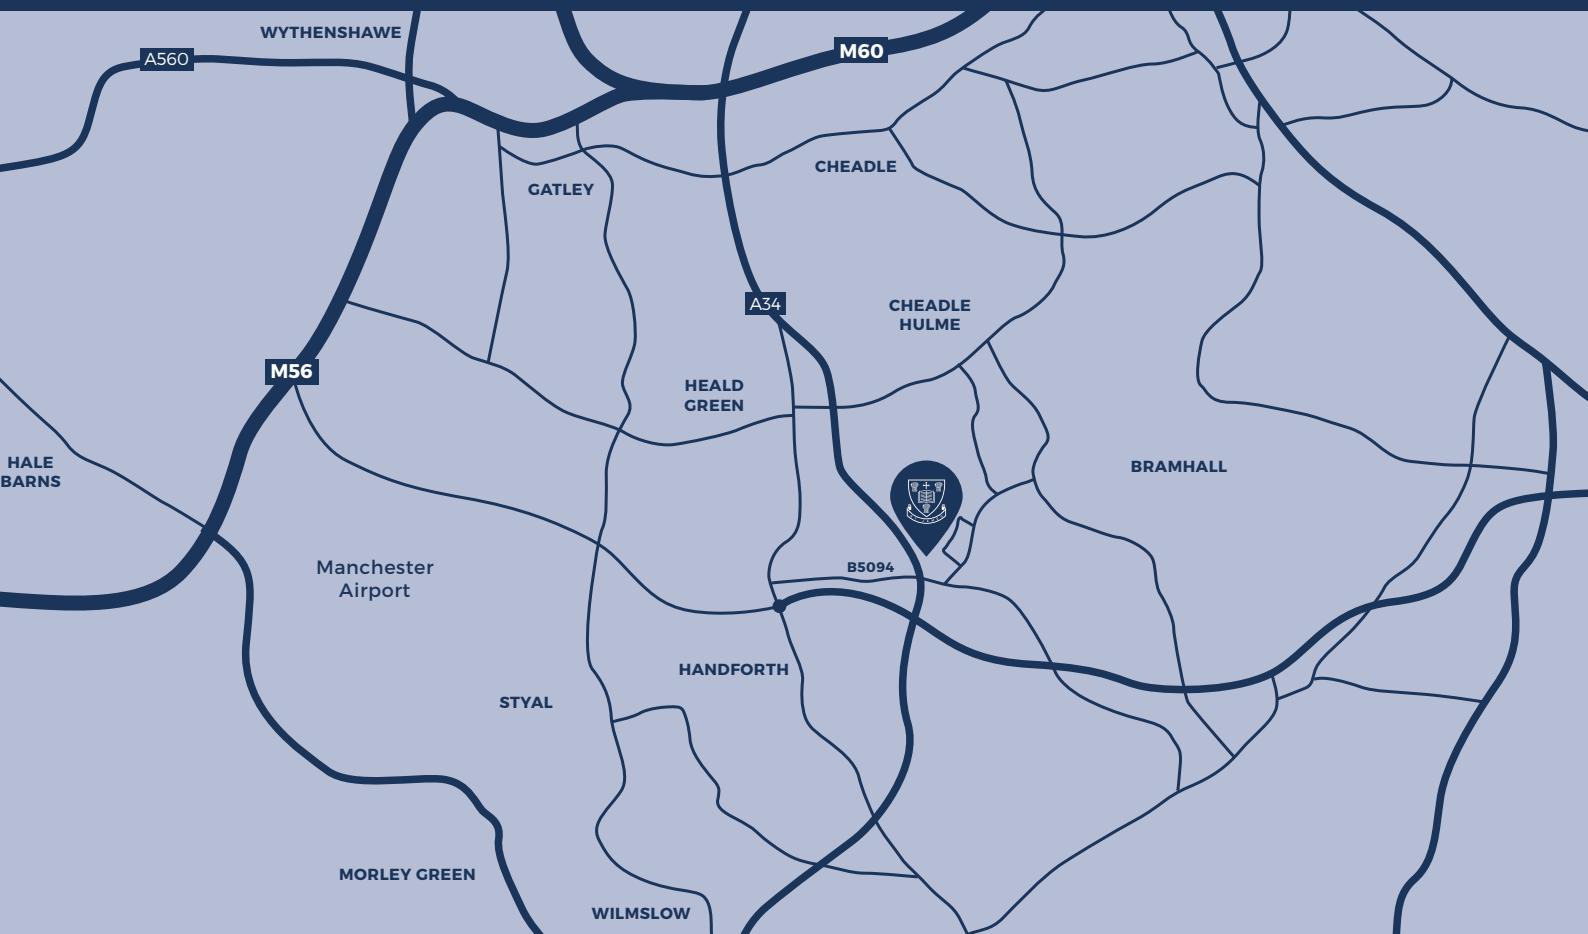 WYTHENSHAWE
A560
M60
CHEADLE
GATLEY
A34
CHEADLE
HULME
M56
HEALD
GREEN
HALE
BARNS
BRAMHALL
Manchester
Airport
B5094
HANDFORTH
STYAL
MORLEY GREEN
WILMSLOW